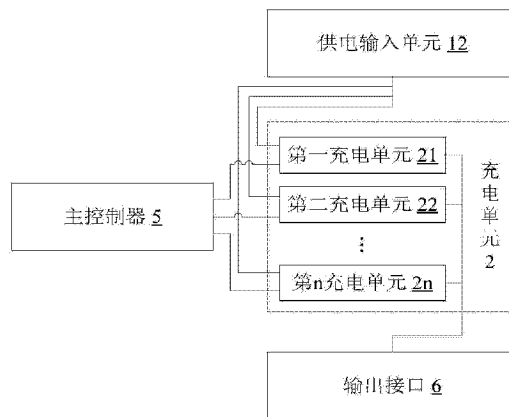 供电输入单元 12
第一充电单元 21
主控制器 5
第二充电单元 22
⋮
第n充电单元 2n
充电单元2
输出接口 6